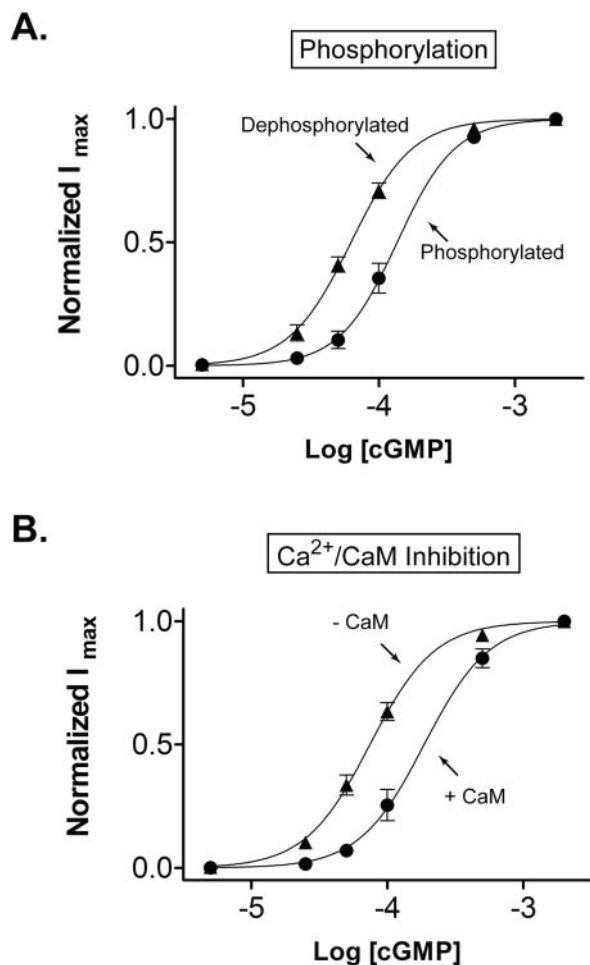 A.
Phosphorylation
Normalized I max
1.0
0.5
0.0
Dephosphorylated
Phosphorylated
-5
-4
-3
Log [cGMP]
B.
Ca²⁺/CaM Inhibition
Normalized I max
1.0
0.5
0.0
- CaM
+ CaM
-5
-4
-3
Log [cGMP]